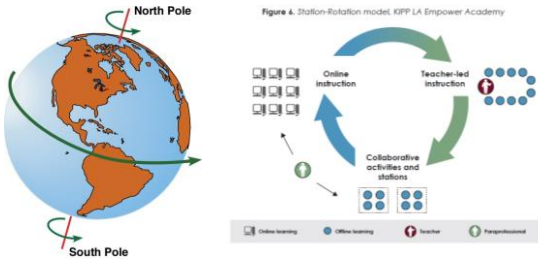 North Pole
South Pole
Figure 6. Station-Rotation model, KIPP LA Empower Academy
Online
instruction
Teacher-led
instruction
Collaborative
activities and
stations
Online learning
Offline learning
Teacher
Paraprofessional